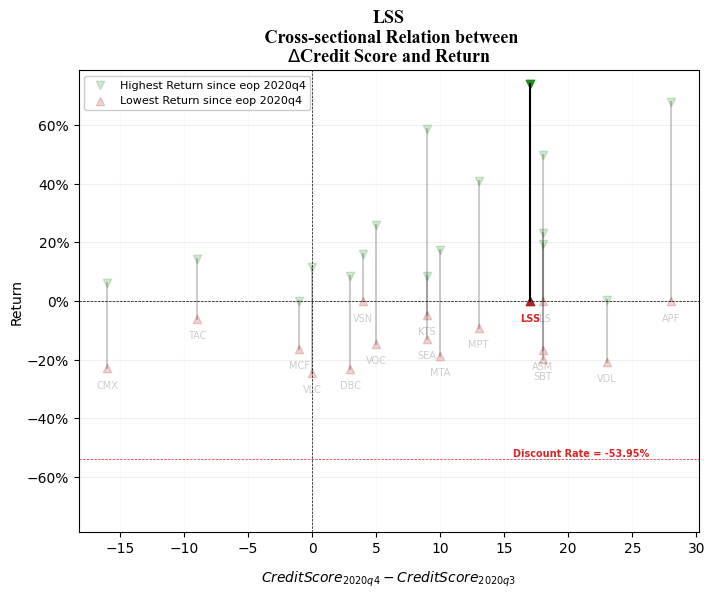 LSS
Cross-sectional Relation between
ΔCredit Score and Return
Highest Return since eop 2020q4
Lowest Return since eop 2020q4
Return
60%
40%
20%
0%
−20%
−40%
−60%
CMX
TAC
MCF
VLC
DBC
VSN
VOC
KTS
SEA
MTA
MPT
LSS
ASM
SBT
VDL
APF
Discount Rate = -53.95%
−15
−10
−5
0
5
10
15
20
25
30
CreditScore2020q4 − CreditScore2020q3